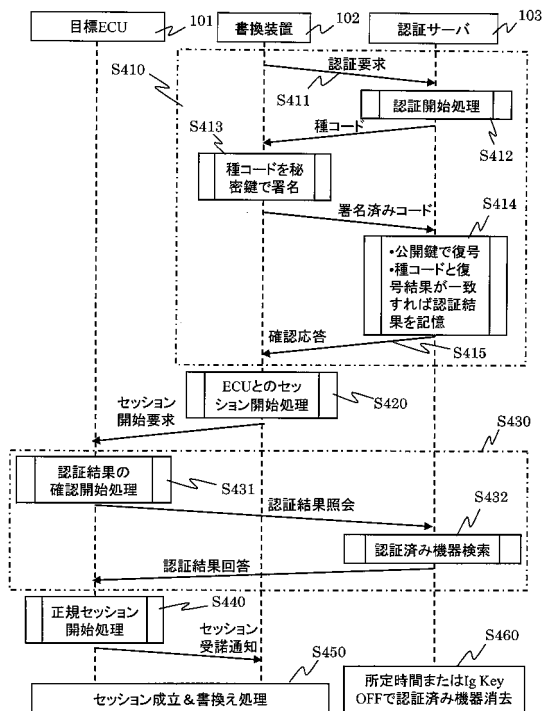 目標ECU
101
書換装置
102
認証サーバ
103
S410
認証要求
S411
認証開始処理
S412
種コード
S413
種コードを秘
密鍵で署名
署名済みコード
S414
•公開鍵で復号
•種コードと復
号結果が一致
すれば認証結
果を記憶
確認応答
S415
ECUとのセッ
ション開始処理
S420
セッション
開始要求
S430
認証結果の
確認開始処理
S431
認証結果照会
S432
認証済み機器検索
認証結果回答
S440
正規セッション
開始処理
セッション
受諾通知
S450
セッション成立&書換え処理
S460
所定時間またはIg Key
OFFで認証済み機器消去